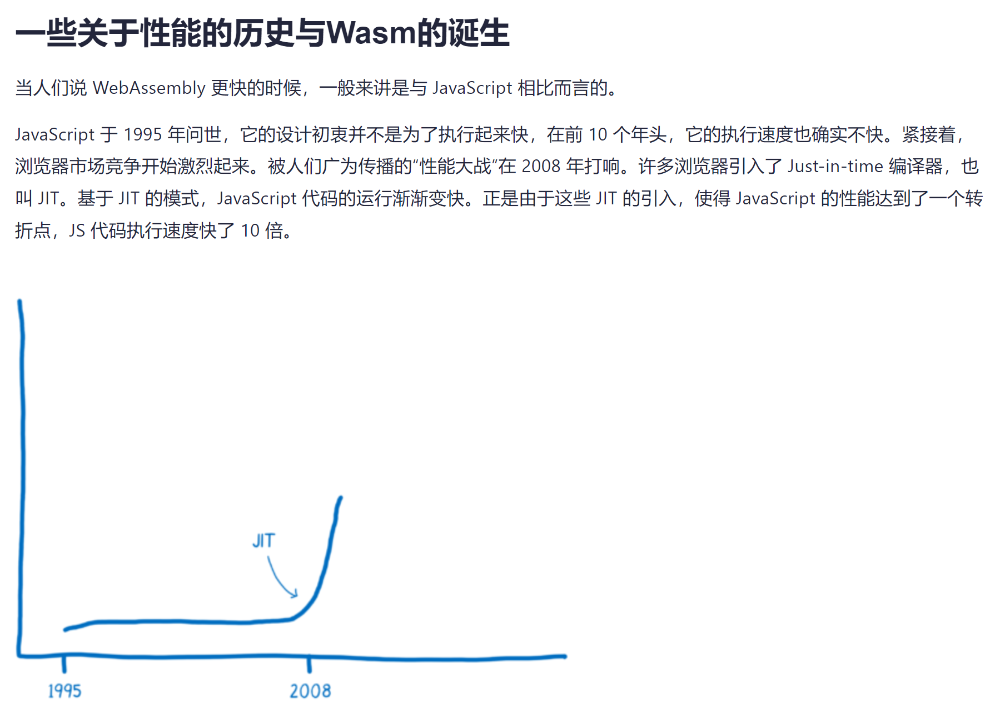 一些关于性能的历史与Wasm的诞生
当人们说 WebAssembly 更快的时候，一般来讲是与 JavaScript 相比而言的。
JavaScript 于 1995 年问世，它的设计初衷并不是为了执行起来快，在前 10 个年头，它的执行速度也确实不快。紧接着，
浏览器市场竞争开始激烈起来。被人们广为传播的“性能大战”在 2008 年打响。许多浏览器引入了 Just-in-time 编译器，也
叫 JIT。基于 JIT 的模式，JavaScript 代码的运行渐渐变快。正是由于这些 JIT 的引入，使得 JavaScript 的性能达到了一个转
折点，JS 代码执行速度快了 10 倍。
JIT
1995
2008